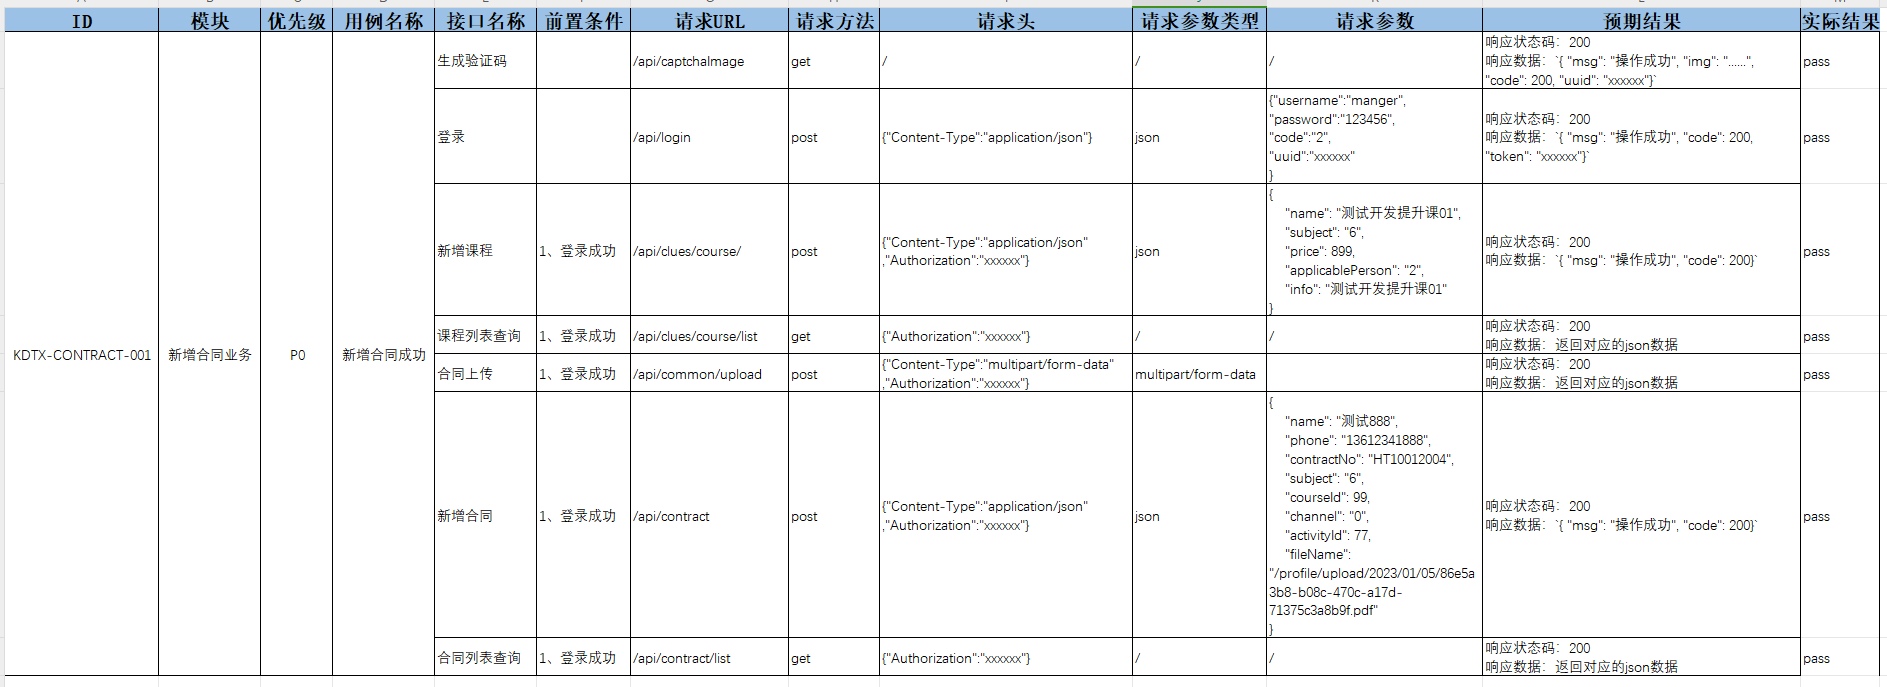 ID 模块 优先级 用例名称 接口名称 前置条件 请求URL 请求方法 请求头 请求参数类型 请求参数 预期结果 实际结果
KDTX-CONTRACT-001 新增合同业务 P0 新增合同成功
生成验证码 /api/captchaImage get / / /
响应状态码：200
响应数据：`{ "msg": "操作成功", "img": "......",
"code": 200, "uuid": "xxxxxx"}`
pass
登录 /api/login post {"Content-Type":"application/json"} json
{"username":"manger",
"password":"123456",
"code":"2",
"uuid":"xxxxxx"
}
响应状态码：200
响应数据：`{ "msg": "操作成功", "code": 200,
"token": "xxxxxx"}`
pass
新增课程 1、登录成功 /api/clues/course/ post
{"Content-Type":"application/json"
,"Authorization":"xxxxxx"}
json
{
"name": "测试开发提升课01",
"subject": "6",
"price": 899,
"applicablePerson": "2",
"info": "测试开发提升课01"
}
响应状态码：200
响应数据：`{ "msg": "操作成功", "code": 200}`
pass
课程列表查询 1、登录成功 /api/clues/course/list get {"Authorization":"xxxxxx"} / /
响应状态码：200
响应数据：返回对应的json数据
pass
合同上传 1、登录成功 /api/common/upload post
{"Content-Type":"multipart/form-data"
,"Authorization":"xxxxxx"}
multipart/form-data
响应状态码：200
响应数据：返回对应的json数据
pass
新增合同 1、登录成功 /api/contract post
{"Content-Type":"application/json"
,"Authorization":"xxxxxx"}
json
{
"name": "测试888",
"phone": "13612341888",
"contractNo": "HT10012004",
"subject": "6",
"courseId": 99,
"channel": "0",
"activityId": 77,
"fileName":
"/profile/upload/2023/01/05/86e5a
3b8-b08c-470c-a17d-
71375c3a8b9f.pdf"
}
响应状态码：200
响应数据：`{ "msg": "操作成功", "code": 200}`
pass
合同列表查询 1、登录成功 /api/contract/list get {"Authorization":"xxxxxx"} / /
响应状态码：200
响应数据：返回对应的json数据
pass